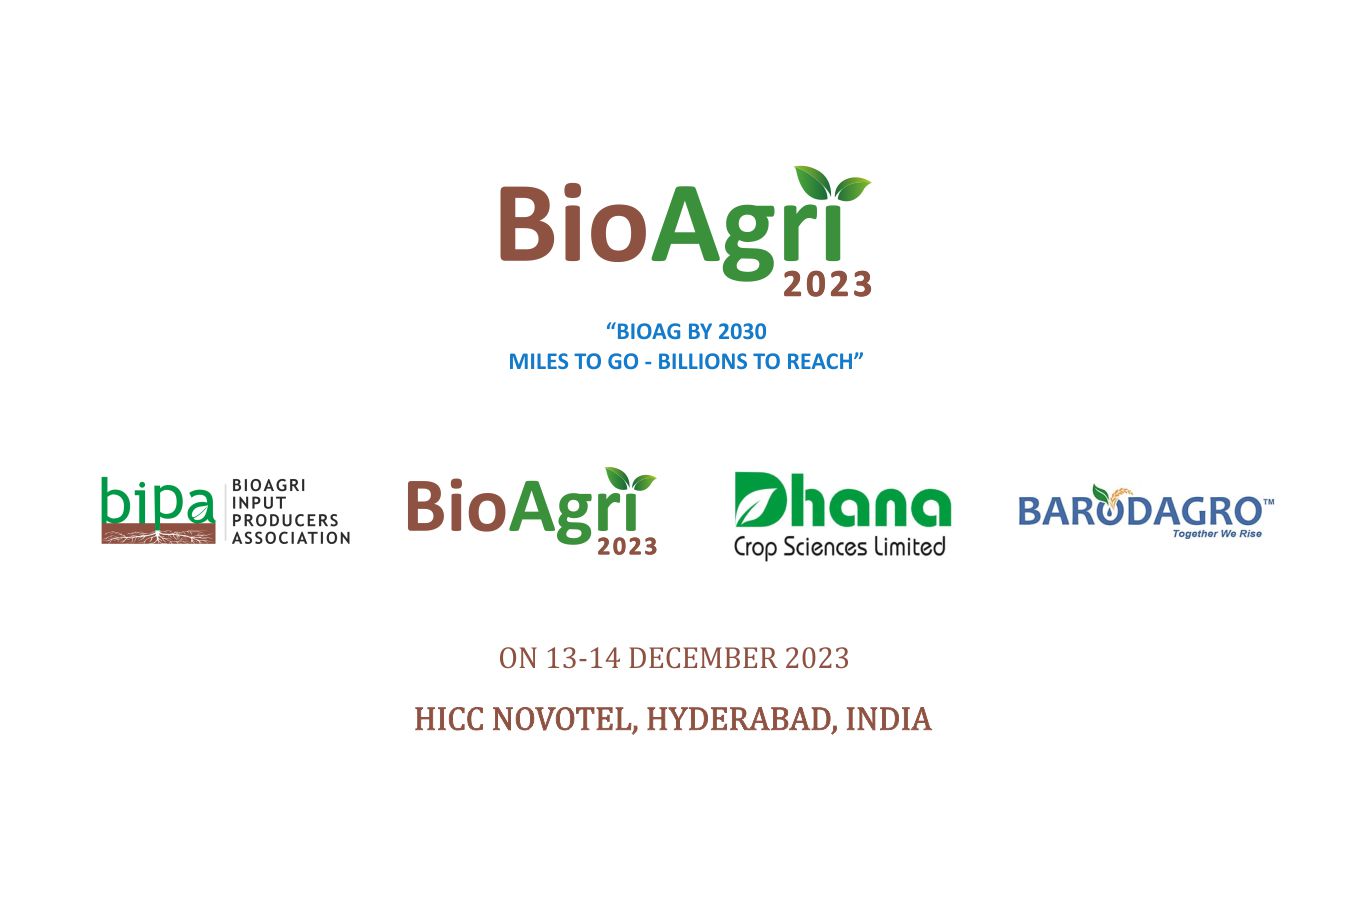 BioAgri
2023
“BIOAG BY 2030
MILES TO GO - BILLIONS TO REACH”
bipa
BIOAGRI
INPUT
PRODUCERS
ASSOCIATION
BioAgri
2023
Dhana
Crop Sciences Limited
BARODAGRO™
Together We Rise
ON 13-14 DECEMBER 2023
HICC NOVOTEL, HYDERABAD, INDIA